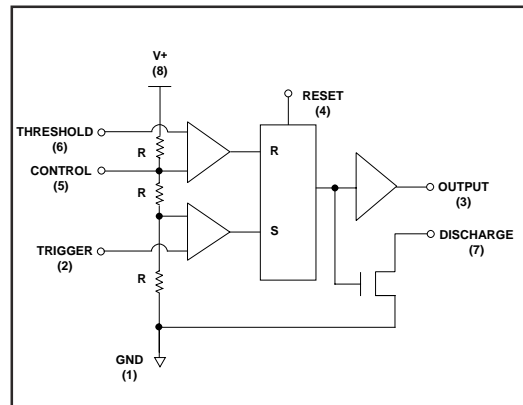 V+
(8)
RESET
(4)
THRESHOLD
(6)
R
R
CONTROL
(5)
R
OUTPUT
(3)
S
DISCHARGE
(7)
TRIGGER
(2)
R
GND
(1)